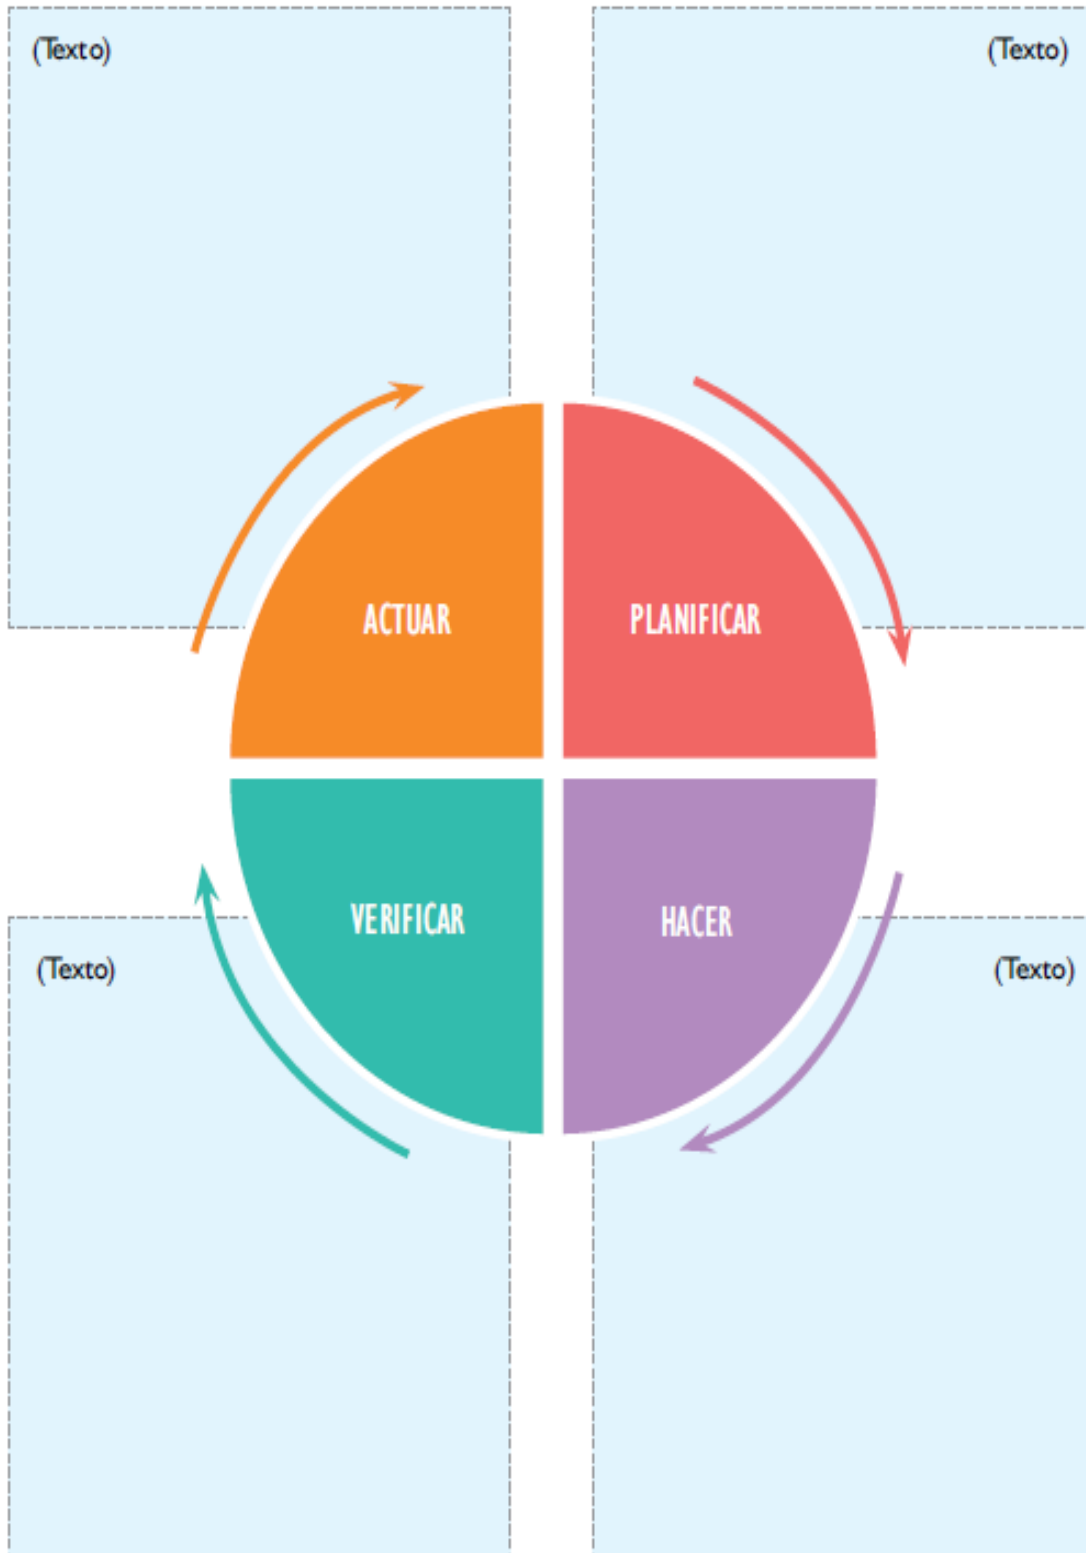 (Texto)
(Texto)
ACTUAR
PLANIFICAR
VERIFICAR
HACER
(Texto)
(Texto)